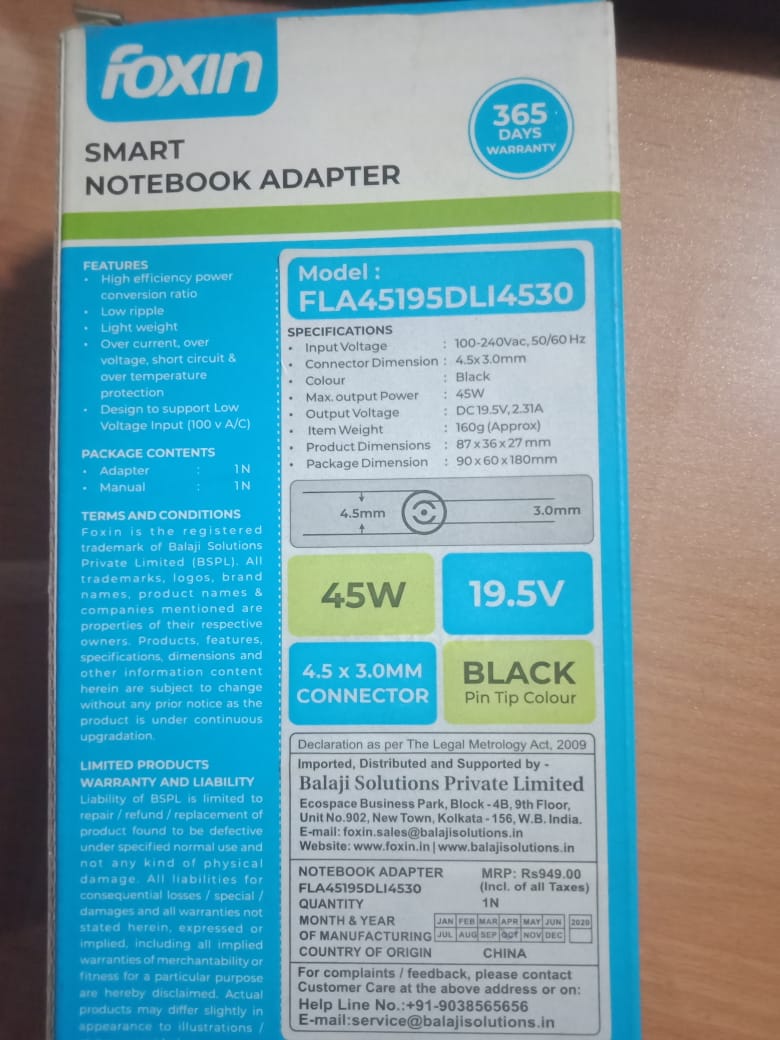 foxin
SMART
NOTEBOOK ADAPTER
365
DAYS
WARRANTY
FEATURES
• High efficiency power
conversion ratio
• Low ripple
• Light weight
• Over current, over
voltage, short circuit &
over temperature
protection
• Design to support Low
Voltage Input (100 v A/C)
PACKAGE CONTENTS
• Adapter : 1 N
• Manual : 1 N
TERMS AND CONDITIONS
Foxin is the registered
trademark of Balaji Solutions
Private Limited (BSPL). All
trademarks, logos, brand
names, product names &
companies mentioned are
properties of their respective
owners. Products, features,
specifications, dimensions and
other information content
herein are subject to change
without any prior notice as the
product is under continuous
upgradation.
LIMITED PRODUCTS
WARRANTY AND LIABILITY
Liability of BSPL is limited to
repair / refund / replacement of
product found to be defective
under specified normal use and
not any kind of physical
damage. All liabilities for
consequential losses / special /
damages and all warranties not
stated herein, expressed or
implied, including all implied
warranties of merchantability or
fitness for a particular purpose
are hereby disclaimed. Actual
products may differ slightly in
appearance to illustrations /
Model :
FLA45195DLI4530
SPECIFICATIONS
• Input Voltage : 100-240Vac, 50/60 Hz
• Connector Dimension : 4.5x3.0mm
• Colour : Black
• Max. output Power : 45W
• Output Voltage : DC 19.5V, 2.31A
• Item Weight : 160g (Approx)
• Product Dimensions : 87 x 36 x 27 mm
• Package Dimension : 90 x 60 x 180mm
4.5mm 3.0mm
45W
19.5V
4.5 x 3.0MM
CONNECTOR
BLACK
Pin Tip Colour
Declaration as per The Legal Metrology Act, 2009
Imported, Distributed and Supported by -
Balaji Solutions Private Limited
Ecospace Business Park, Block - 4B, 9th Floor,
Unit No.902, New Town, Kolkata - 156, W.B. India.
E-mail: foxin.sales@balajisolutions.in
Website: www.foxin.in | www.balajisolutions.in
NOTEBOOK ADAPTER MRP: Rs949.00
FLA45195DLI4530 (Incl. of all Taxes)
QUANTITY 1N
MONTH & YEAR JAN FEB MAR APR MAY JUN 2020
OF MANUFACTURING JUL AUG SEP OCT NOV DEC
COUNTRY OF ORIGIN CHINA
For complaints / feedback, please contact
Customer Care at the above address or on:
Help Line No.:+91-9038565656
E-mail:service@balajisolutions.in